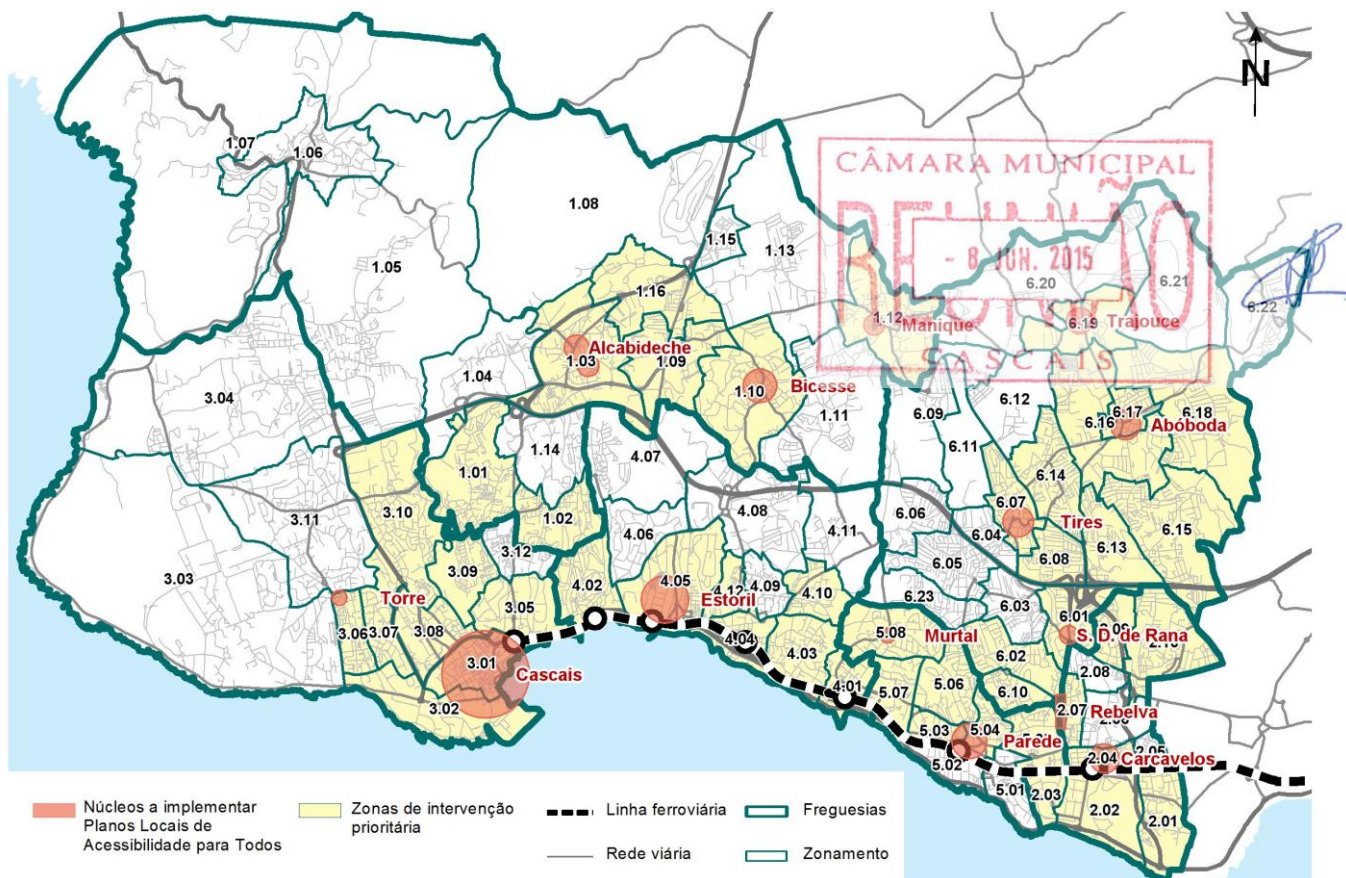 N
CÂMARA MUNICIPAL
- 8 JUN. 2015
CASCAIS
1.07
1.06
1.08
1.15
1.13
1.05
6.20
6.21
6.22
1.16
1.12
Manique
6.19
Trajouce
Alcabideche
1.03
1.09
1.04
1.10
Bicesse
1.11
6.09
6.12
3.04
6.17
6.18
6.16
Abóboda
6.11
1.01
1.14
4.07
6.14
3.10
3.11
1.02
4.08
4.11
6.06
6.07
Tires
6.04
6.15
3.12
4.06
6.08
6.13
3.03
3.09
6.05
4.02
4.05
4.12
4.09
4.10
6.23
6.03
Torre
3.05
Estoril
6.01
3.06
3.07
3.08
4.04
4.03
5.08
Murtal
S. D. de Rana
3.01
Cascais
6.02
2.08
3.02
4.01
5.07
5.06
6.10
2.07
Rebelva
5.03
5.04
Parede
5.02
2.04
Carcavelos
2.05
5.01
2.03
2.02
2.01
Núcleos a implementar
Planos Locais de
Acessibilidade para Todos
Zonas de intervenção
prioritária
Linha ferroviária
Freguesias
Rede viária
Zonamento